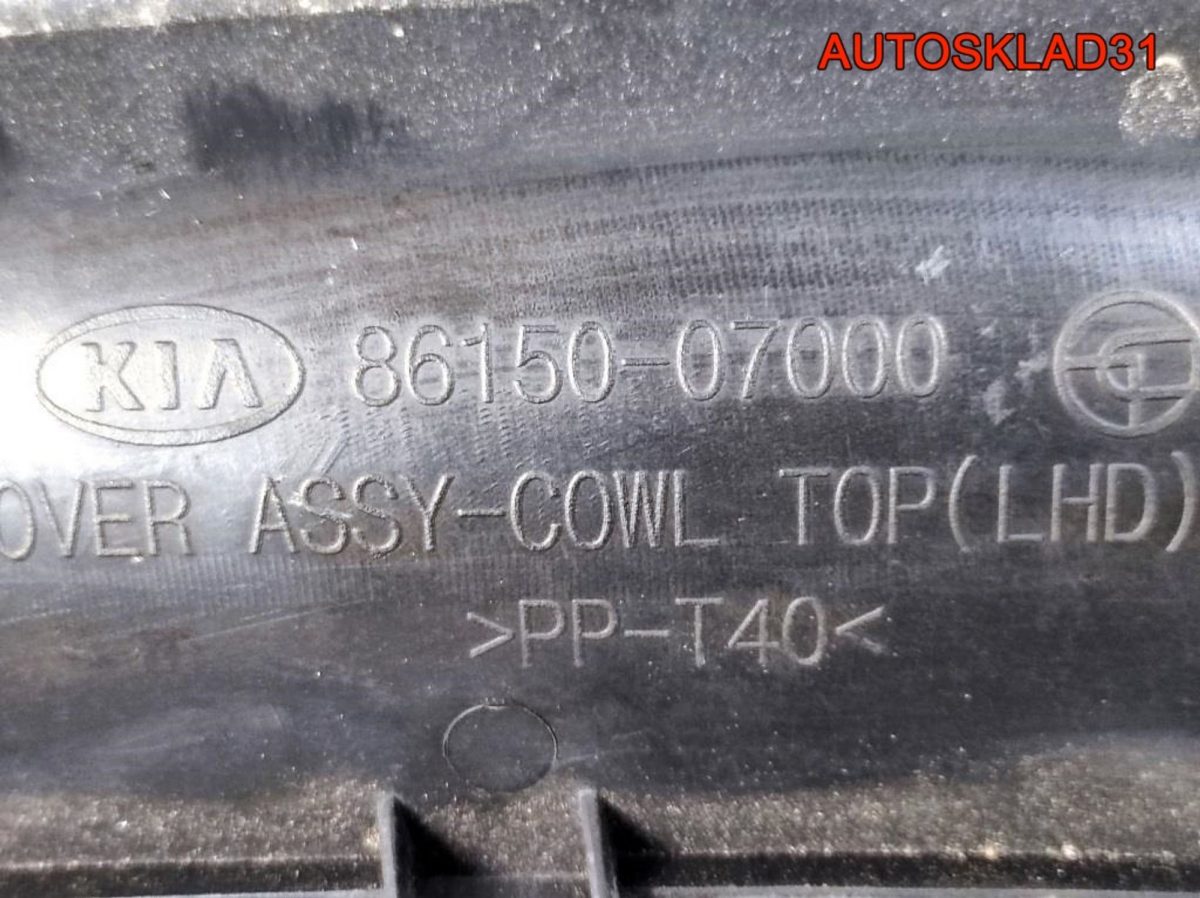 AUTOSKLAD31
KIA 86150-07000
OVER ASSY-COWL TOP(LHD)
>PP-T40<